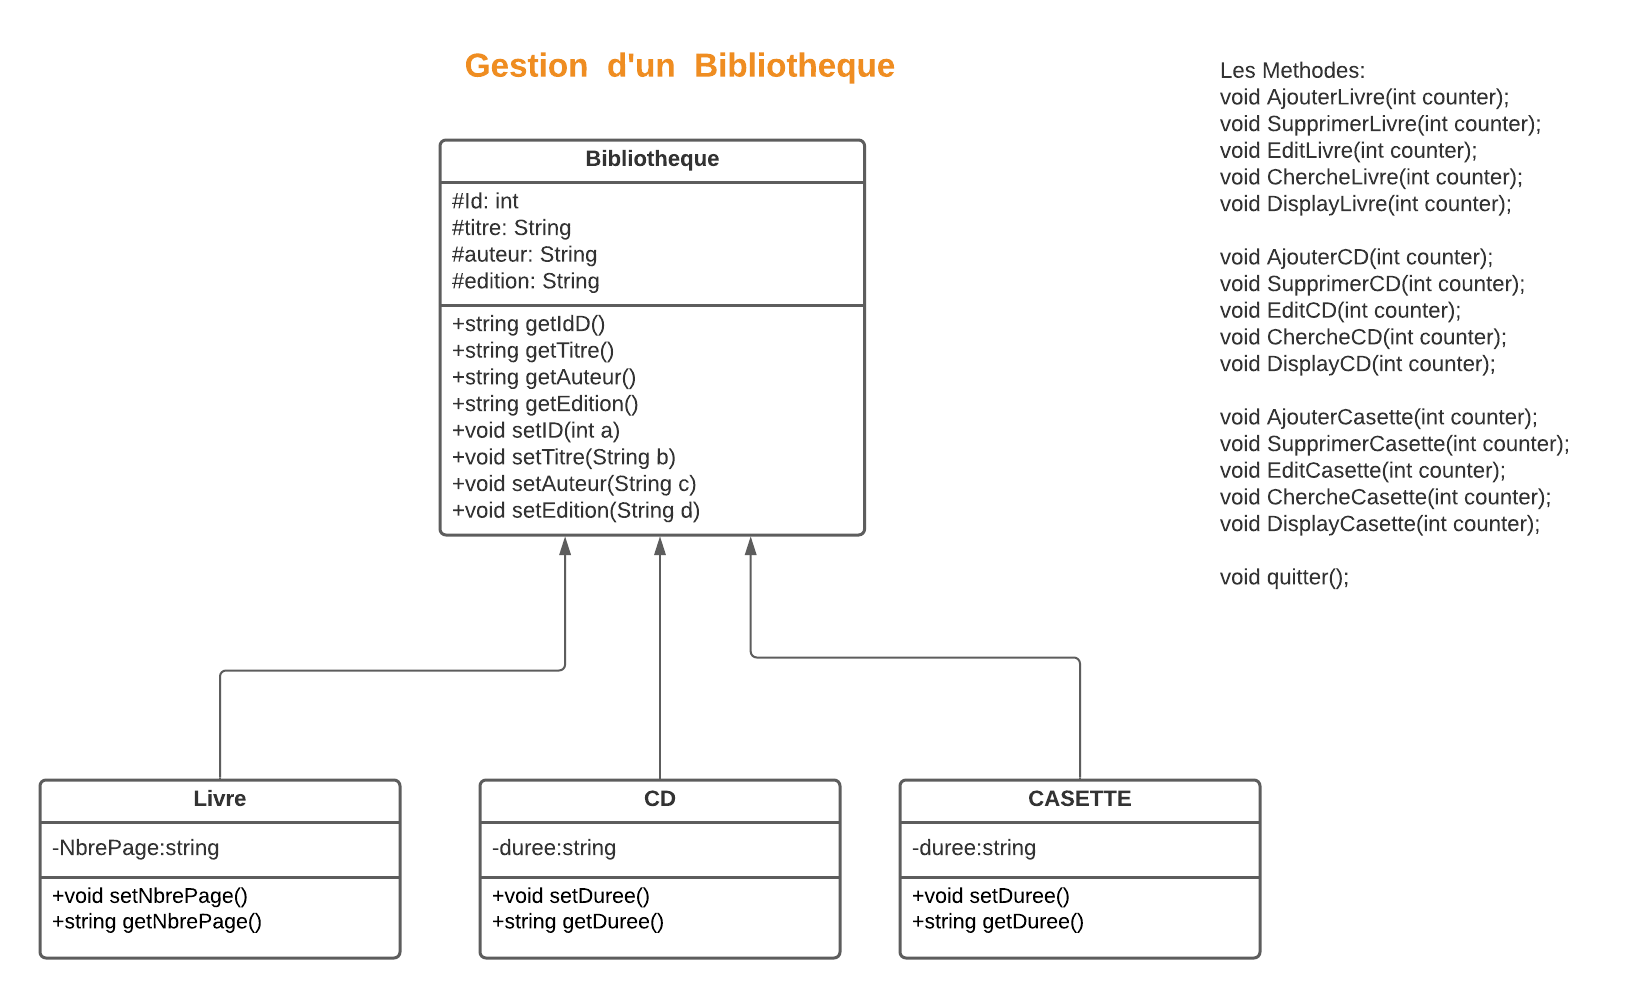 Gestion d'un Bibliotheque
Bibliotheque
#Id: int
#titre: String
#auteur: String
#edition: String
+string getIdD()
+string getTitre()
+string getAuteur()
+string getEdition()
+void setID(int a)
+void setTitre(String b)
+void setAuteur(String c)
+void setEdition(String d)
Les Methodes:
void AjouterLivre(int counter);
void SupprimerLivre(int counter);
void EditLivre(int counter);
void ChercheLivre(int counter);
void DisplayLivre(int counter);
void AjouterCD(int counter);
void SupprimerCD(int counter);
void EditCD(int counter);
void ChercheCD(int counter);
void DisplayCD(int counter);
void AjouterCasette(int counter);
void SupprimerCasette(int counter);
void EditCasette(int counter);
void ChercheCasette(int counter);
void DisplayCasette(int counter);
void quitter();
Livre
-NbrePage:string
+void setNbrePage()
+string getNbrePage()
CD
-duree:string
+void setDuree()
+string getDuree()
CASETTE
-duree:string
+void setDuree()
+string getDuree()